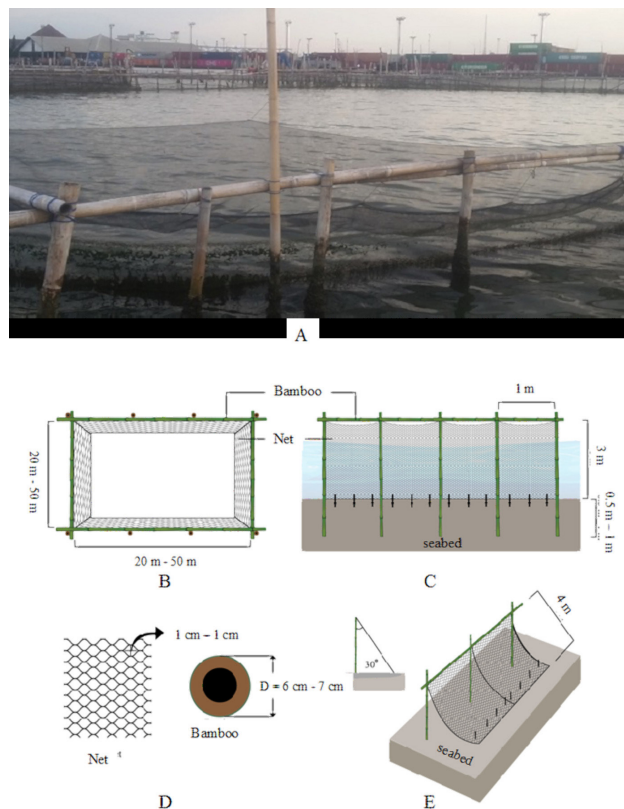 A
Bamboo
Net
1 m
3 m
0.5 m – 1 m
20 m - 50 m
20 m - 50 m
seabed
B
C
1 cm – 1 cm
D = 6 cm - 7 cm
Bamboo
Net
30°
4 m
seabed
D
E